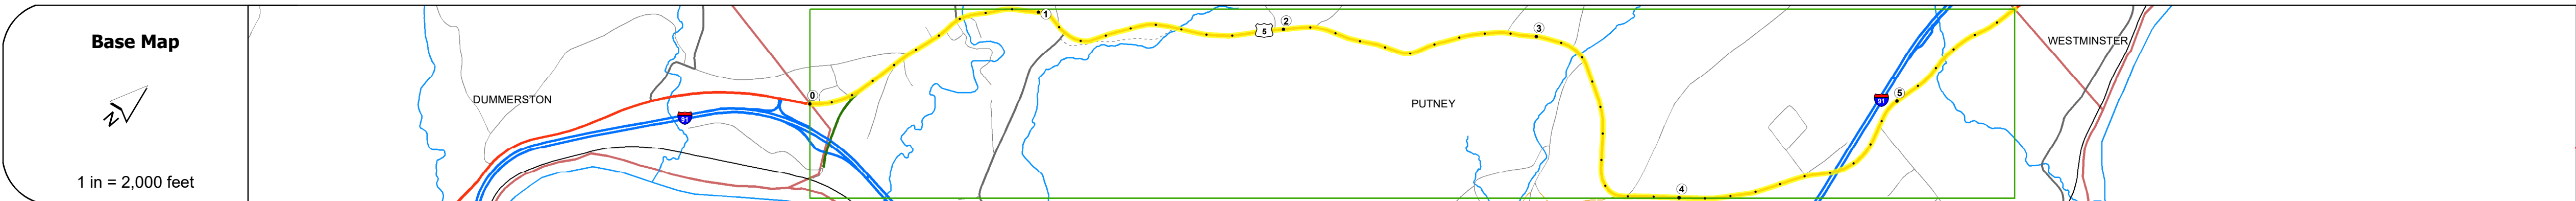 Base Map
N
1 in = 2,000 feet
DUMMERSTON
91
0
1
5
2
3
PUTNEY
4
91
5
WESTMINSTER